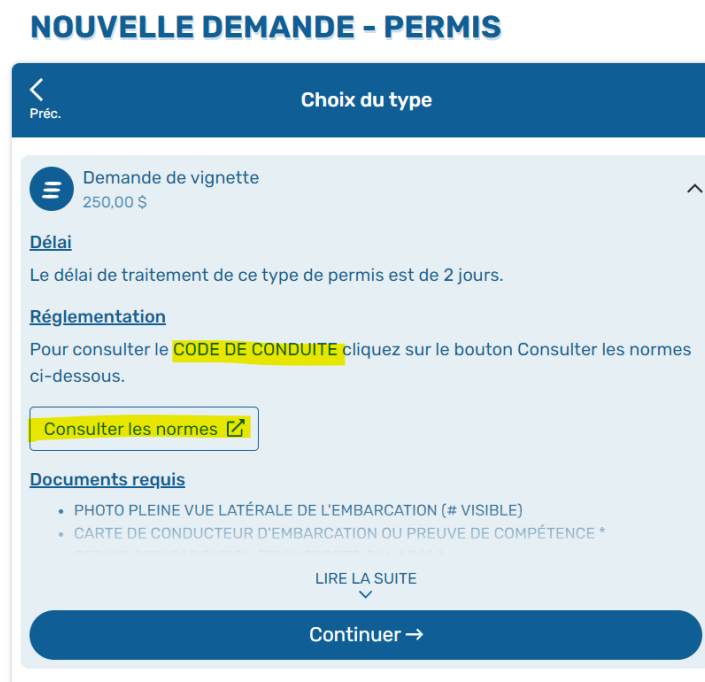 NOUVELLE DEMANDE - PERMIS
Préc.
Choix du type
Demande de vignette
250,00 $
Délai
Le délai de traitement de ce type de permis est de 2 jours.
Réglementation
Pour consulter le CODE DE CONDUITE cliquez sur le bouton Consulter les normes
ci-dessous.
Consulter les normes
Documents requis
• PHOTO PLEINE VUE LATÉRALE DE L'EMBARCATION (# VISIBLE)
• CARTE DE CONDUCTEUR D'EMBARCATION OU PREUVE DE COMPÉTENCE *
LIRE LA SUITE
Continuer →